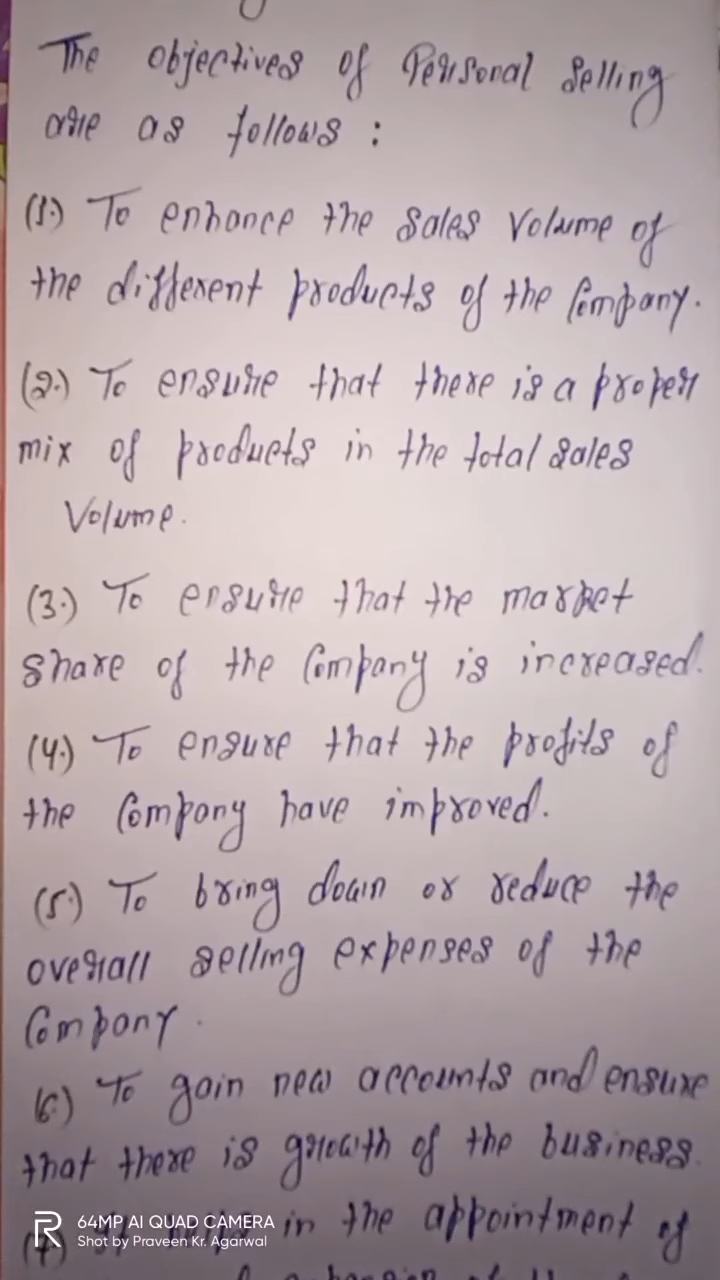 The objectives of Personal Selling
are as follows :
(1.) To enhance the sales Volume of
the different products of the Company.
(2.) To ensure that there is a proper
mix of products in the total sales
Volume.
(3.) To ensure that the market
share of the Company is increased.
(4.) To ensure that the profits of
the Company have improved.
(5.) To bring down or reduce the
overall selling expenses of the
Company.
(6.) To gain new accounts and ensure
that there is growth of the business.
(7) in the appointment of
64MP AI QUAD CAMERA
Shot by Praveen Kr. Agarwal